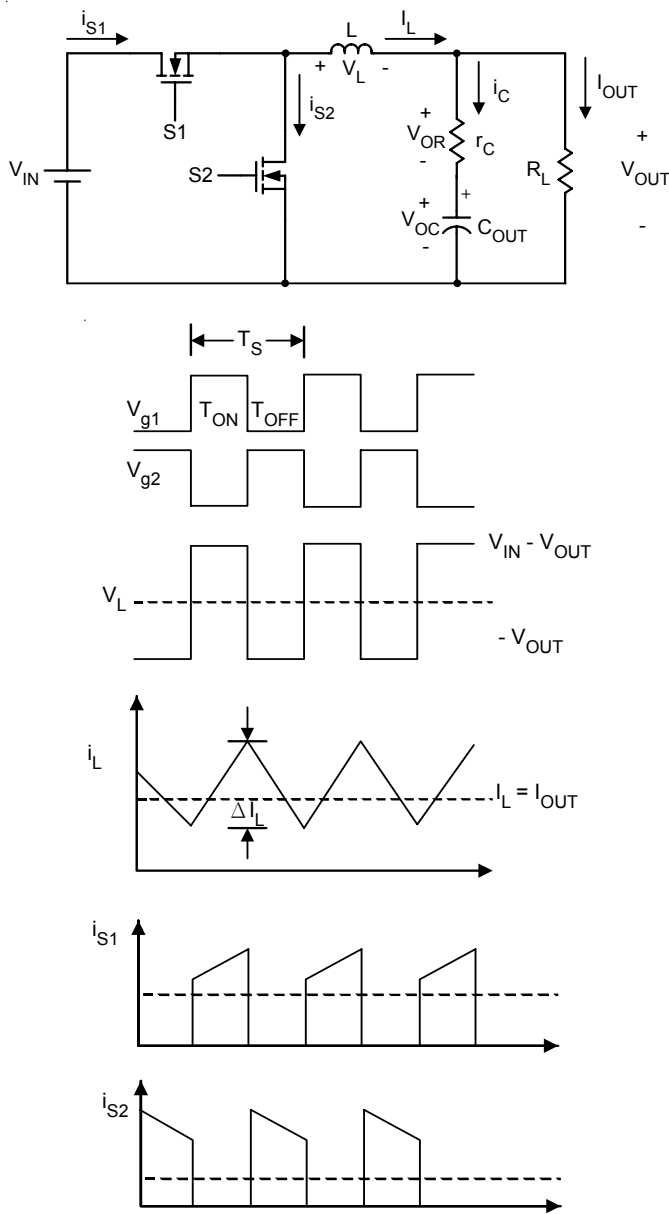 i_S1
L
I_L
+ V_L -
i_C
I_OUT
S1
i_S2
+
V_OR
-
r_C
V_IN
S2
R_L
+
V_OUT
-
+
V_OC
-
+
C_OUT
T_S
V_g1
T_ON
T_OFF
V_g2
V_IN - V_OUT
V_L
- V_OUT
i_L
Δ I_L
I_L = I_OUT
i_S1
i_S2